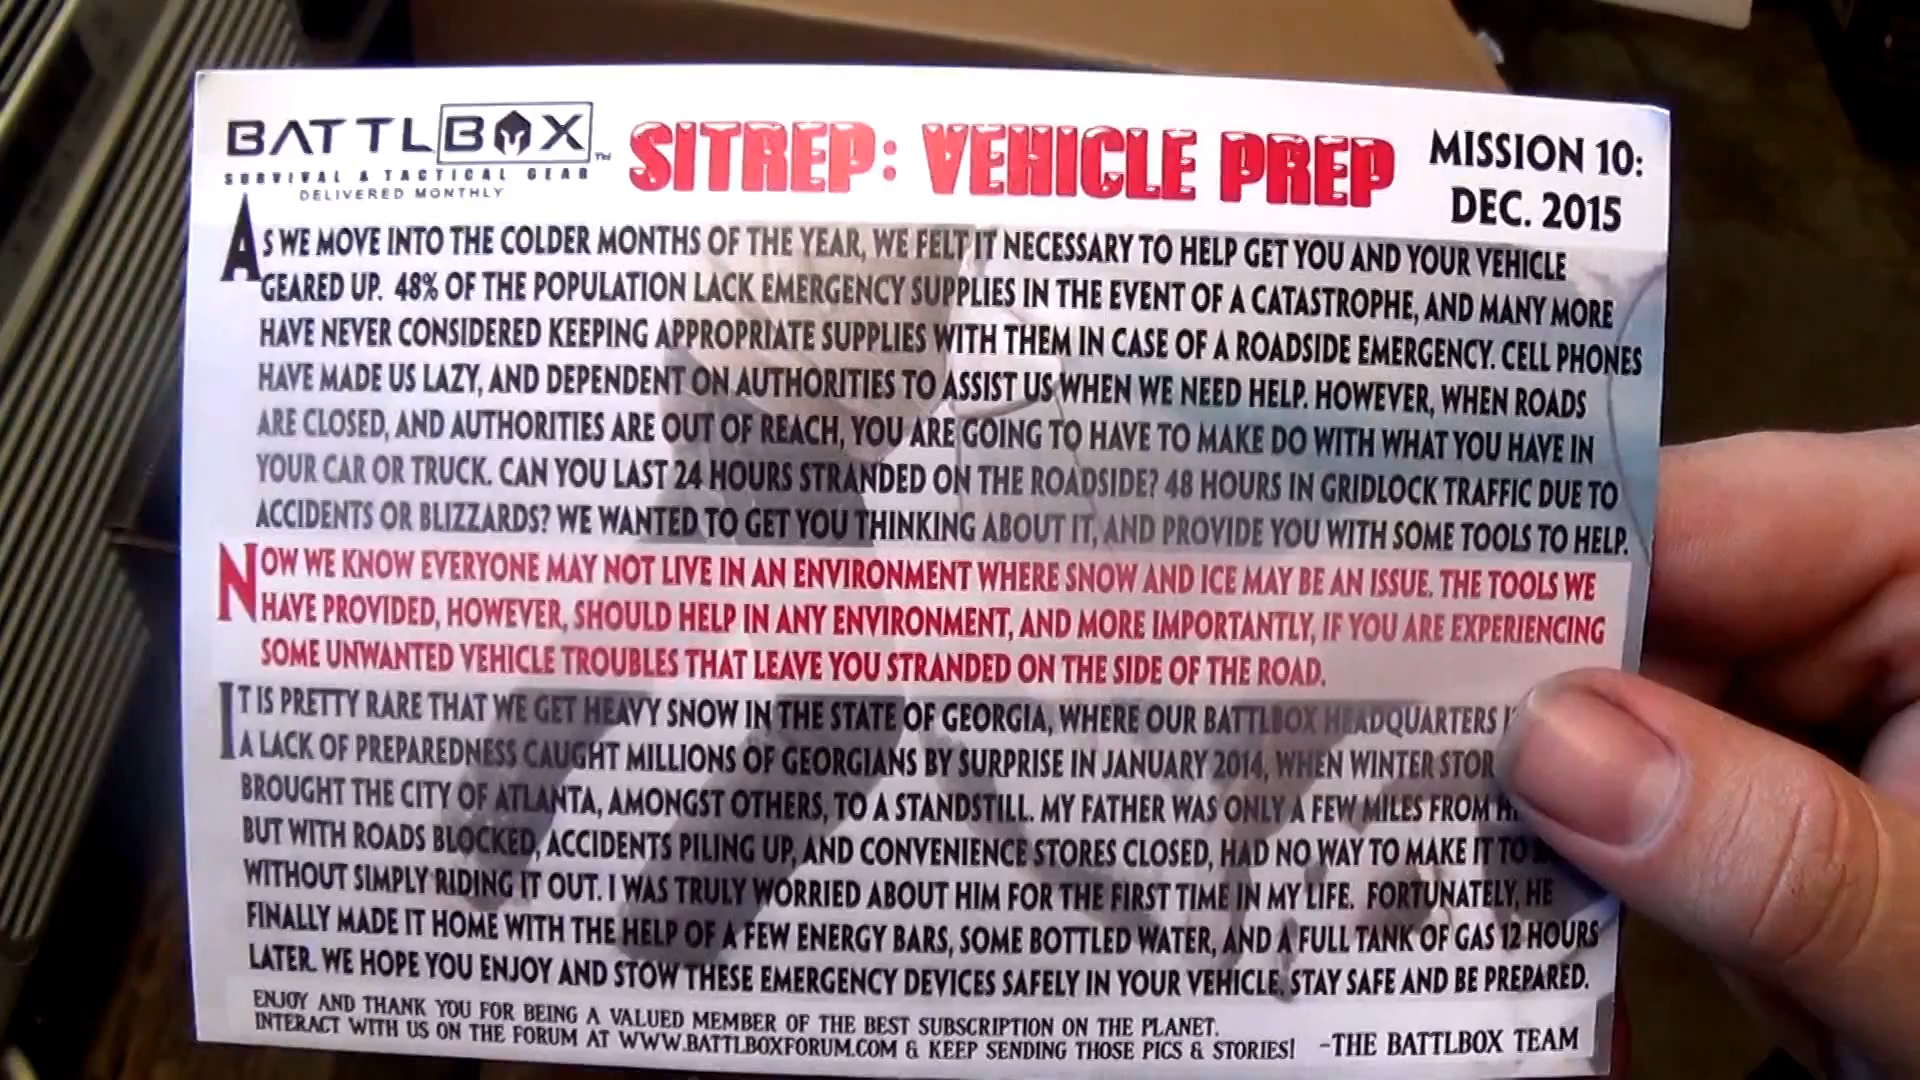 BATTLBOX™
SURVIVAL & TACTICAL GEAR
DELIVERED MONTHLY
SITREP: VEHICLE PREP
MISSION 10:
DEC. 2015
AS WE MOVE INTO THE COLDER MONTHS OF THE YEAR, WE FELT IT NECESSARY TO HELP GET YOU AND YOUR VEHICLE
GEARED UP. 48% OF THE POPULATION LACK EMERGENCY SUPPLIES IN THE EVENT OF A CATASTROPHE, AND MANY MORE
HAVE NEVER CONSIDERED KEEPING APPROPRIATE SUPPLIES WITH THEM IN CASE OF A ROADSIDE EMERGENCY. CELL PHONES
HAVE MADE US LAZY, AND DEPENDENT ON AUTHORITIES TO ASSIST US WHEN WE NEED HELP. HOWEVER, WHEN ROADS
ARE CLOSED, AND AUTHORITIES ARE OUT OF REACH, YOU ARE GOING TO HAVE TO MAKE DO WITH WHAT YOU HAVE IN
YOUR CAR OR TRUCK. CAN YOU LAST 24 HOURS STRANDED ON THE ROADSIDE? 48 HOURS IN GRIDLOCK TRAFFIC DUE TO
ACCIDENTS OR BLIZZARDS? WE WANTED TO GET YOU THINKING ABOUT IT, AND PROVIDE YOU WITH SOME TOOLS TO HELP.
NOW WE KNOW EVERYONE MAY NOT LIVE IN AN ENVIRONMENT WHERE SNOW AND ICE MAY BE AN ISSUE. THE TOOLS WE
HAVE PROVIDED, HOWEVER, SHOULD HELP IN ANY ENVIRONMENT, AND MORE IMPORTANTLY, IF YOU ARE EXPERIENCING
SOME UNWANTED VEHICLE TROUBLES THAT LEAVE YOU STRANDED ON THE SIDE OF THE ROAD.
IT IS PRETTY RARE THAT WE GET HEAVY SNOW IN THE STATE OF GEORGIA, WHERE OUR BATTLBOX HEADQUARTERS
A LACK OF PREPAREDNESS CAUGHT MILLIONS OF GEORGIANS BY SURPRISE IN JANUARY 2014, WHEN WINTER STOR
BROUGHT THE CITY OF ATLANTA, AMONGST OTHERS, TO A STANDSTILL. MY FATHER WAS ONLY A FEW MILES FROM
BUT WITH ROADS BLOCKED, ACCIDENTS PILING UP, AND CONVENIENCE STORES CLOSED, HAD NO WAY TO MAKE IT TO
WITHOUT SIMPLY RIDING IT OUT. I WAS TRULY WORRIED ABOUT HIM FOR THE FIRST TIME IN MY LIFE. FORTUNATELY, HE
FINALLY MADE IT HOME WITH THE HELP OF A FEW ENERGY BARS, SOME BOTTLED WATER, AND A FULL TANK OF GAS 12 HOURS
LATER. WE HOPE YOU ENJOY AND STOW THESE EMERGENCY DEVICES SAFELY IN YOUR VEHICLE. STAY SAFE AND BE PREPARED.
ENJOY AND THANK YOU FOR BEING A VALUED MEMBER OF THE BEST SUBSCRIPTION ON THE PLANET.
INTERACT WITH US ON THE FORUM AT WWW.BATTLBOXFORUM.COM & KEEP SENDING THOSE PICS & STORIES!
-THE BATTLBOX TEAM